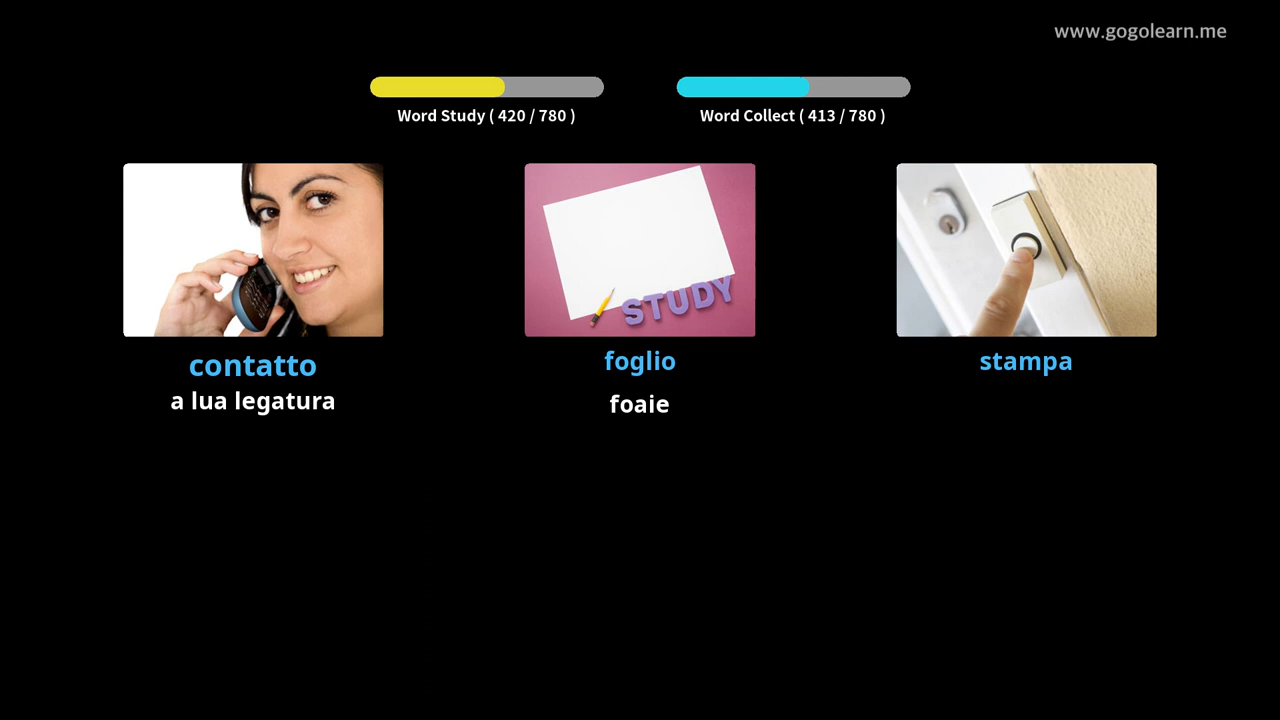 www.gogolearn.me
Word Study ( 420 / 780 )
Word Collect ( 413 / 780 )
STUDY
contatto
a lua legatura
foglio
foaie
stampa